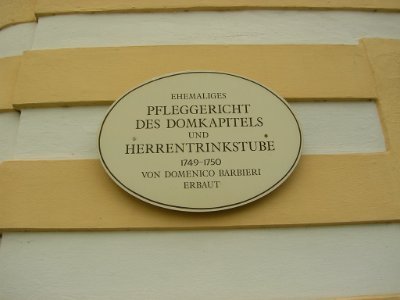 EHEMALIGES
PFLEGGERICHT
DES DOMKAPITELS
UND
HERRENTRINKSTUBE
1749-1750
VON DOMENICO BARBIERI
ERBAUT